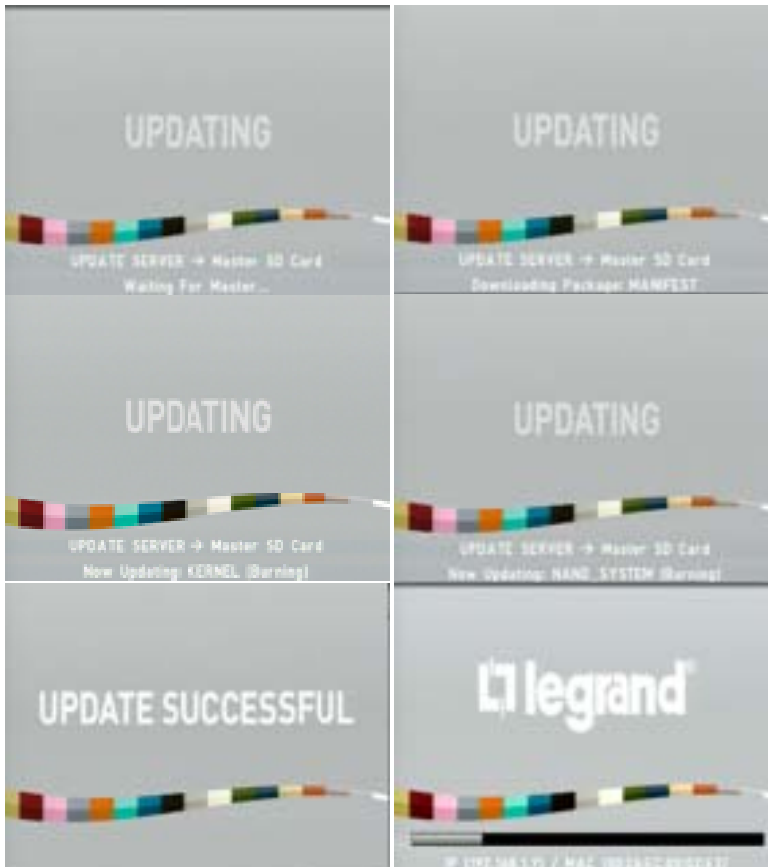 UPDATING
UPDATE SERVER → Master SD Card
Waiting For Master...
UPDATING
UPDATE SERVER → Master SD Card
Downloading Package: MANIFEST
UPDATING
UPDATE SERVER → Master SD Card
Now Updating: KERNEL (Burning)
UPDATING
UPDATE SERVER → Master SD Card
Now Updating: NAND_SYSTEM (Burning)
UPDATE SUCCESSFUL
legrand®
IP / MAC